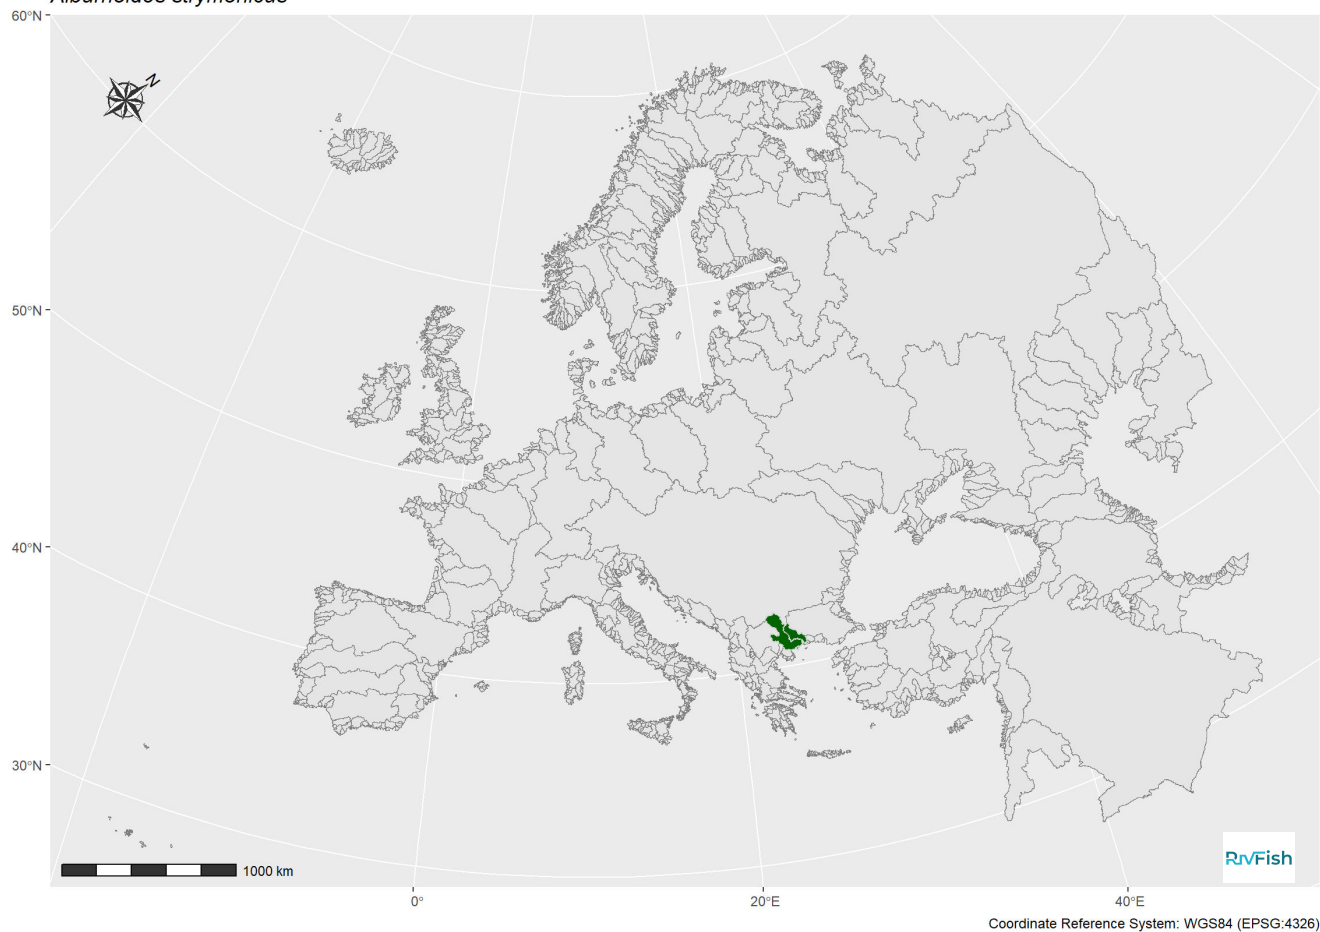 Alburnoides strymonicus
60°N
N
50°N
40°N
30°N
1000 km
RIVFish
0°
20°E
40°E
Coordinate Reference System: WGS84 (EPSG:4326)